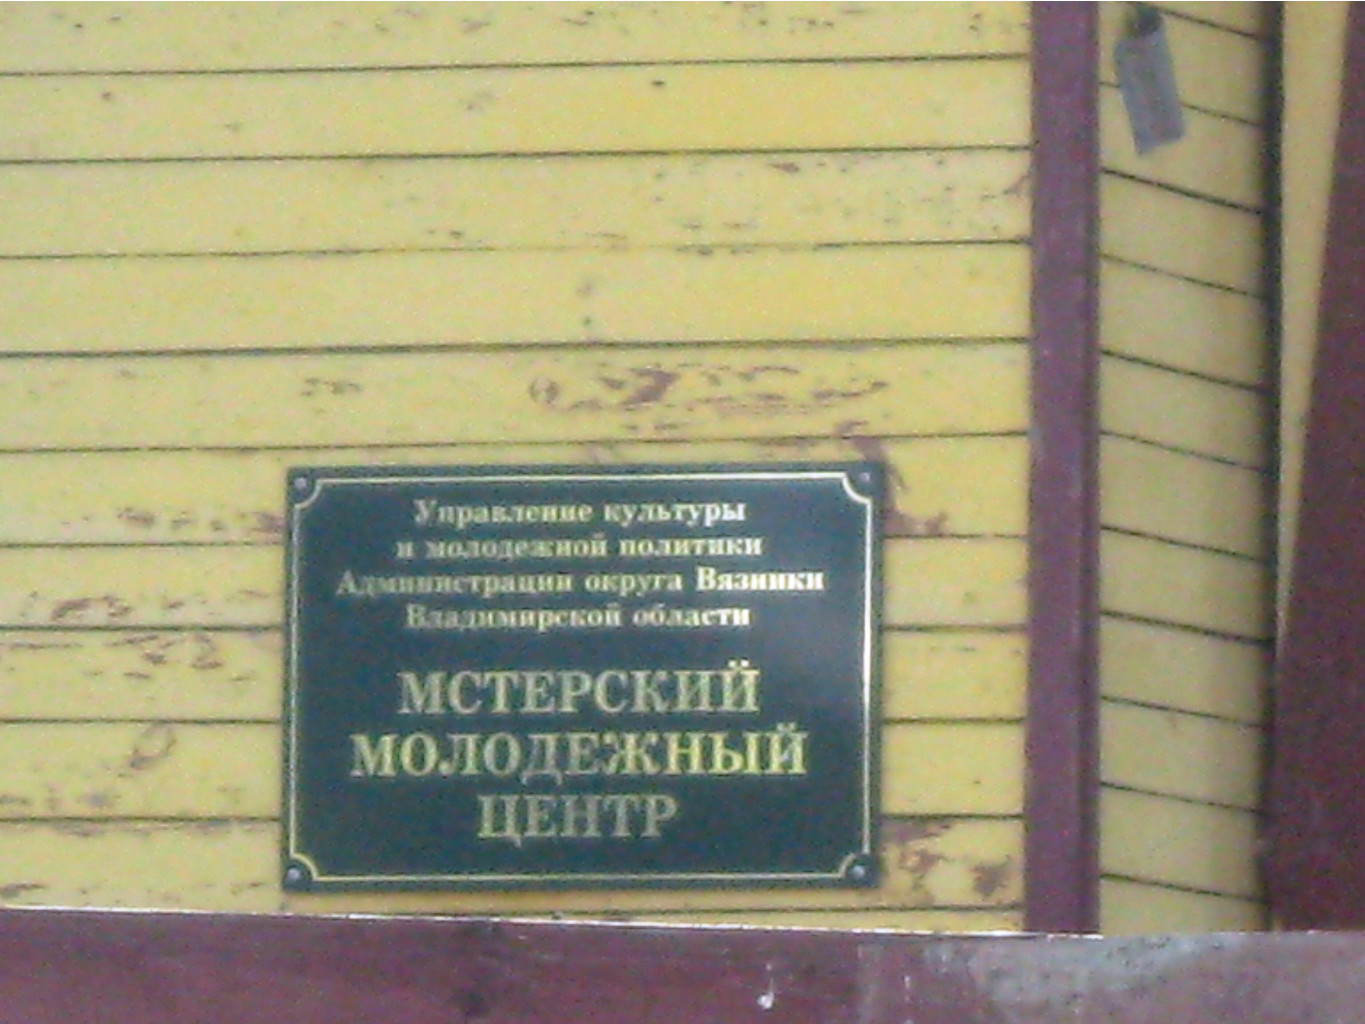 Управление культуры
и молодежной политики
Администрации округа Вязники
Владимирской области
МСТЕРСКИЙ
МОЛОДЕЖНЫЙ
ЦЕНТР